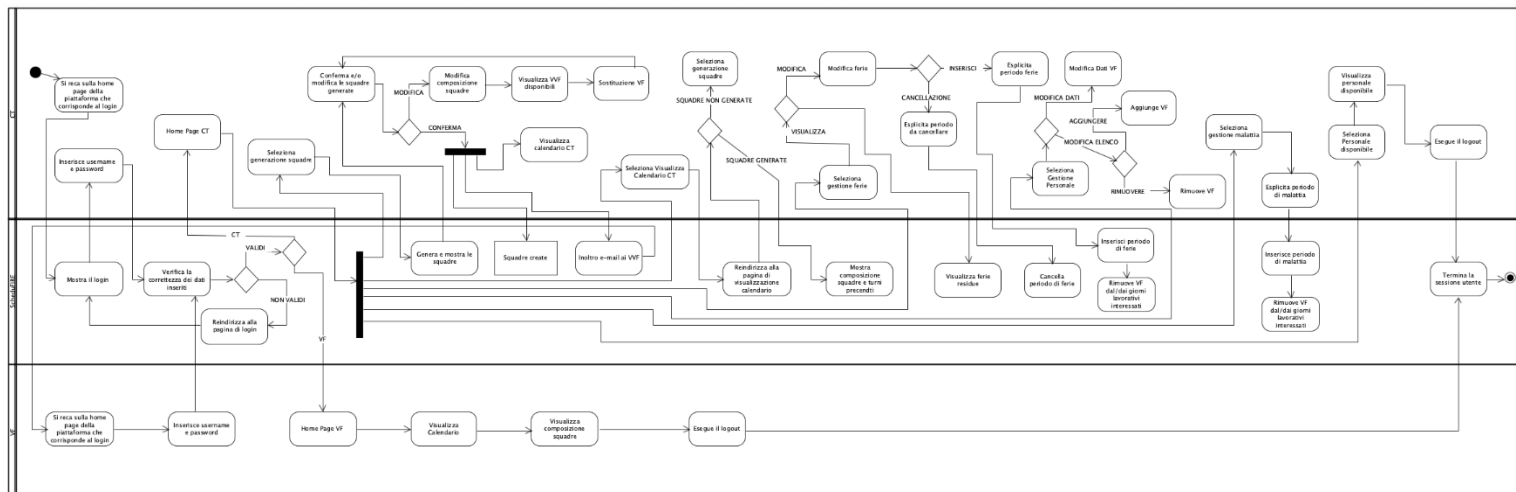 CT
Si reca sulla home
page della
piattaforma che
corrisponde al login
Home Page CT
Inserisce username
e password
Seleziona
generazione squadre
Conferma e/o
modifica le squadre
generate
MODIFICA
CONFERMA
Modifica
composizione
squadre
Visualizza VVF
disponibili
Sostituzione VF
Visualizza
calendario CT
Seleziona
generazione
squadre
SQUADRE NON GENERATE
SQUADRE GENERATE
Seleziona Visualizza
Calendario CT
MODIFICA
VISUALIZZA
Seleziona
gestione ferie
Modifica ferie
INSERISCI
CANCELLAZIONE
Esplicita periodo
da cancellare
Esplicita
periodo ferie
Modifica Dati VF
MODIFICA DATI
AGGIUNGERE
Aggiunge VF
MODIFICA ELENCO
RIMUOVERE
Rimuove VF
Seleziona
Gestione
Personale
Seleziona
gestione malattia
Esplicita periodo
di malattia
Visualizza
personale
disponibile
Seleziona
Personale
disponibile
Esegue il logout
SchedFIRE
Mostra il login
Verifica la
correttezza dei dati
inseriti
VALIDI
CT
NON VALIDI
VF
Reindirizza alla
pagina di login
Genera e mostra le
squadre
Squadre create
Inoltro e-mail ai VVF
Reindirizza alla
pagina di
visualizzazione
calendario
Mostra
composizione
squadre e turni
precendti
Visualizza ferie
residue
Cancella
periodo di ferie
Inserisci periodo
di ferie
Rimuove VF
dal/dai giorni
lavorativi
interessati
Inserisce periodo
di malattia
Rimuove VF
dal/dai giorni
lavorativi
interessati
Termina la
sessione utente
VF
Si reca sulla home
page della
piattaforma che
corrisponde al login
Inserisce username
e password
Home Page VF
Visualizza
Calendario
Visualizza
composizione
squadre
Esegue il logout